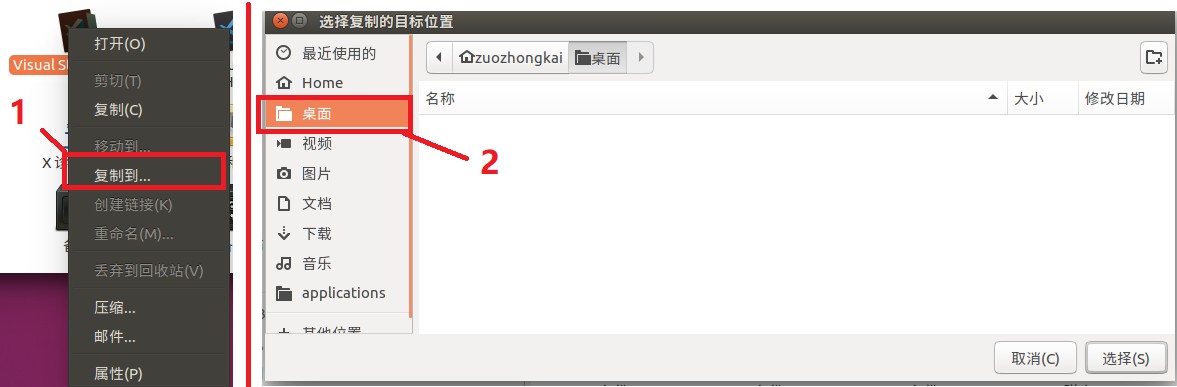 打开(O)
Visual S
剪切(T)
复制(C)
1
移动到...
X
复制到...
创建链接(K)
重命名(M)...
丢弃到回收站(V)
压缩...
邮件...
属性(P)
选择复制的目标位置
最近使用的
zuozhongkai
桌面
Home
名称
大小
修改日期
桌面
2
视频
图片
文档
下载
音乐
applications
其他位置
取消(C)
选择(S)